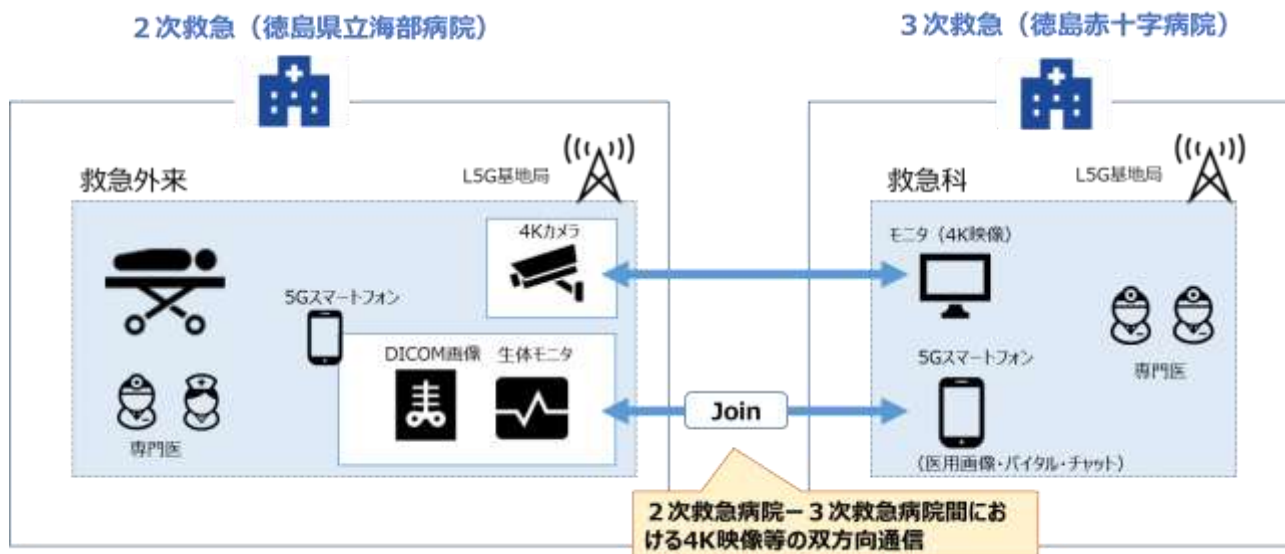 ２次救急（徳島県立海部病院）
３次救急（徳島赤十字病院）
救急外来
L5G基地局
4Kカメラ
5Gスマートフォン
DICOM画像
生体モニタ
専門医
Join
救急科
L5G基地局
モニタ（4K映像）
5Gスマートフォン
専門医
（医用画像・バイタル・チャット）
２次救急病院ー３次救急病院間にお
ける4K映像等の双方向通信